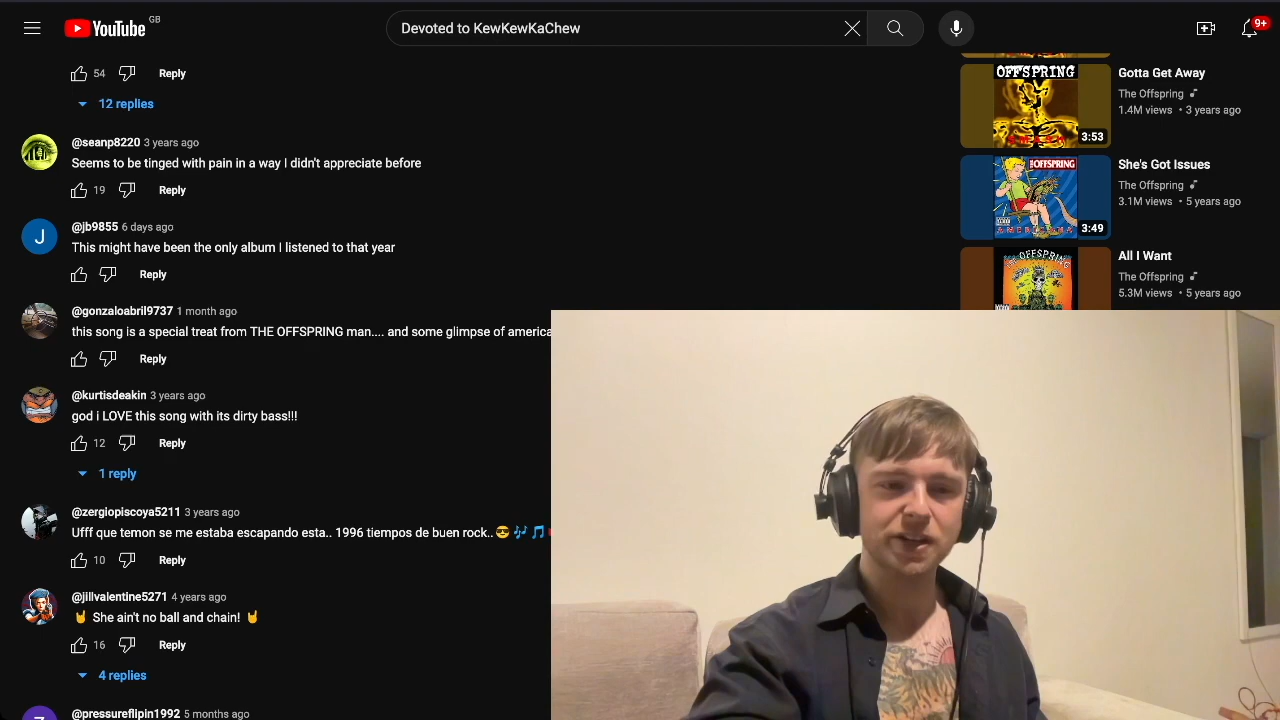 YouTube GB
Devoted to KewKewKaChew
9+
54
Reply
12 replies
@seanp8220 3 years ago
Seems to be tinged with pain in a way I didn't appreciate before
19
Reply
@jb9855 6 days ago
J
This might have been the only album I listened to that year
Reply
@gonzaloabril9737 1 month ago
this song is a special treat from THE OFFSPRING man.... and some glimpse of america
Reply
@kurtisdeakin 3 years ago
god i LOVE this song with its dirty bass!!!
12
Reply
1 reply
@zergiopiscoya5211 3 years ago
Ufff que temon se me estaba escapando esta.. 1996 tiempos de buen rock..😎🎶🎵
10
Reply
@jillvalentine5271 4 years ago
🤘 She ain't no ball and chain! 🤘
16
Reply
4 replies
@pressureflipin1992 5 months ago
OFFSPRING
3:53
Gotta Get Away
The Offspring
1.4M views • 3 years ago
THE OFFSPRING
AMERICANA
3:49
She's Got Issues
The Offspring
3.1M views • 5 years ago
THE OFFSPRING
All I Want
The Offspring
5.3M views • 5 years ago